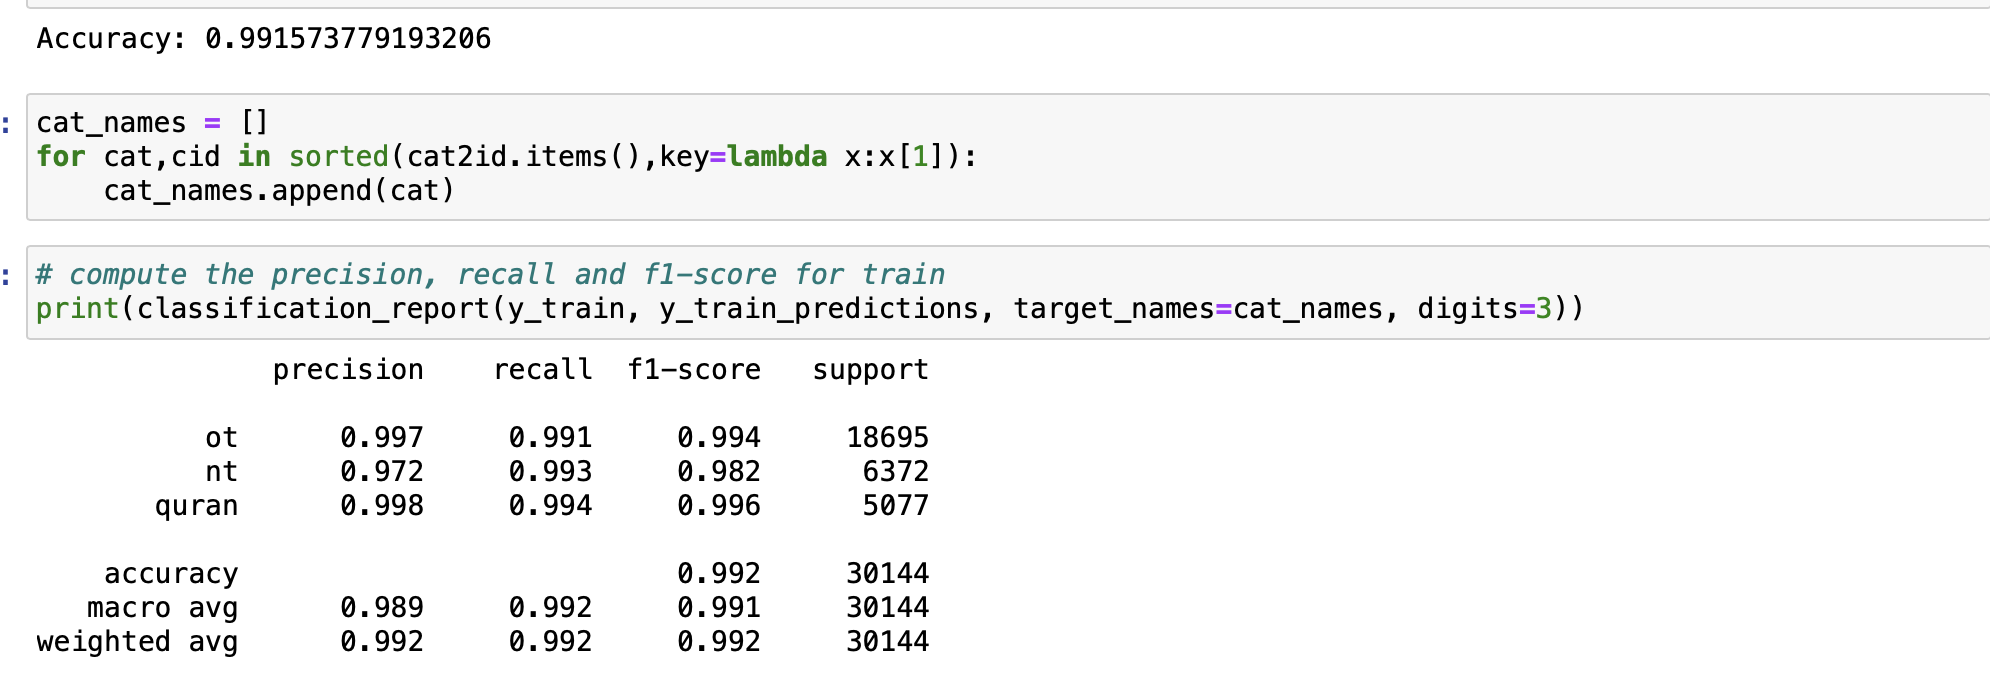 Accuracy: 0.991573779193206
: cat_names = []
for cat,cid in sorted(cat2id.items(),key=lambda x:x[1]):
    cat_names.append(cat)
: # compute the precision, recall and f1-score for train
print(classification_report(y_train, y_train_predictions, target_names=cat_names, digits=3))
              precision    recall  f1-score   support

          ot      0.997     0.991     0.994     18695
          nt      0.972     0.993     0.982      6372
       quran      0.998     0.994     0.996      5077

    accuracy                          0.992     30144
   macro avg      0.989     0.992     0.991     30144
weighted avg      0.992     0.992     0.992     30144